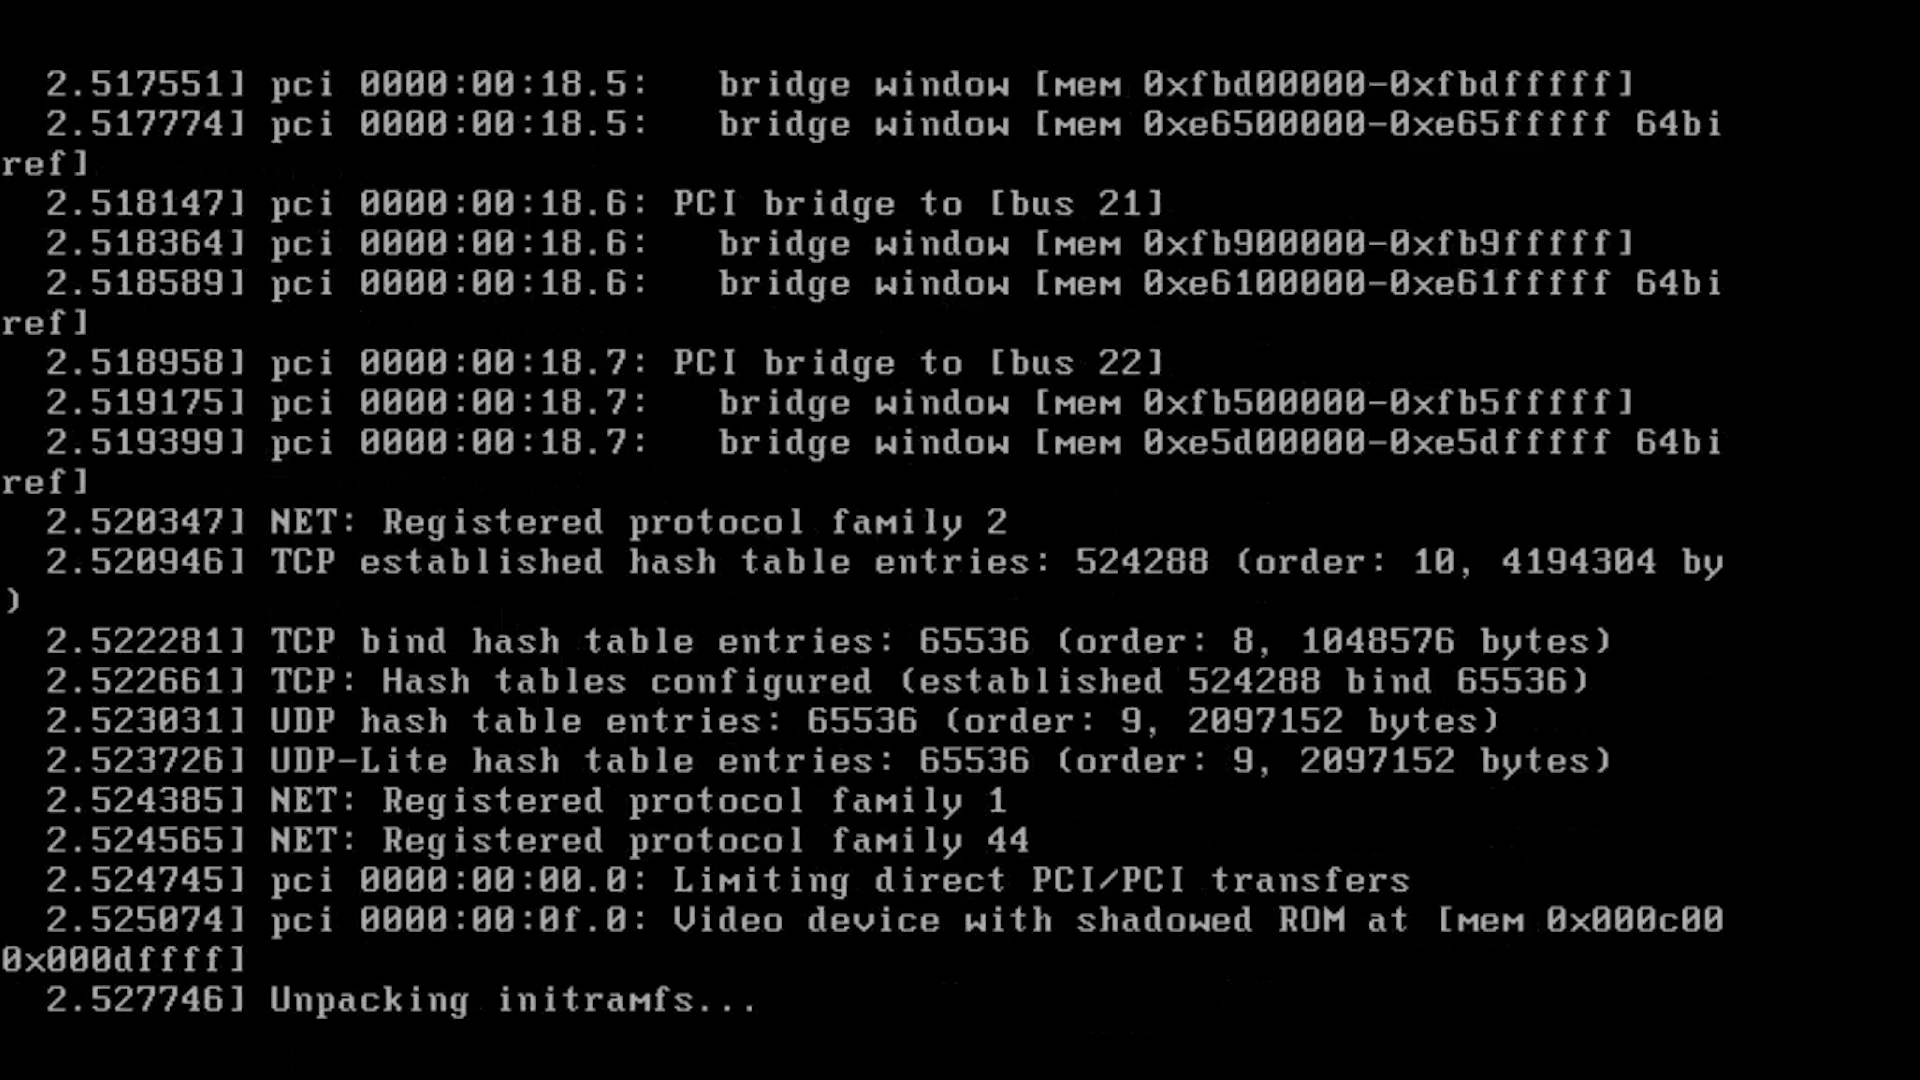 2.517551] pci 0000:00:18.5:   bridge window [mem 0xfbd00000-0xfbdfffff]
2.517774] pci 0000:00:18.5:   bridge window [mem 0xe6500000-0xe65fffff 64bi
ref]
2.518147] pci 0000:00:18.6: PCI bridge to [bus 21]
2.518364] pci 0000:00:18.6:   bridge window [mem 0xfb900000-0xfb9fffff]
2.518589] pci 0000:00:18.6:   bridge window [mem 0xe6100000-0xe61fffff 64bi
ref]
2.518958] pci 0000:00:18.7: PCI bridge to [bus 22]
2.519175] pci 0000:00:18.7:   bridge window [mem 0xfb500000-0xfb5fffff]
2.519399] pci 0000:00:18.7:   bridge window [mem 0xe5d00000-0xe5dfffff 64bi
ref]
2.520347] NET: Registered protocol family 2
2.520946] TCP established hash table entries: 524288 (order: 10, 4194304 by
)
2.522281] TCP bind hash table entries: 65536 (order: 8, 1048576 bytes)
2.522661] TCP: Hash tables configured (established 524288 bind 65536)
2.523031] UDP hash table entries: 65536 (order: 9, 2097152 bytes)
2.523726] UDP-Lite hash table entries: 65536 (order: 9, 2097152 bytes)
2.524385] NET: Registered protocol family 1
2.524565] NET: Registered protocol family 44
2.524745] pci 0000:00:00.0: Limiting direct PCI/PCI transfers
2.525074] pci 0000:00:0f.0: Video device with shadowed ROM at [mem 0x000c00
0x000dffff]
2.527746] Unpacking initramfs...